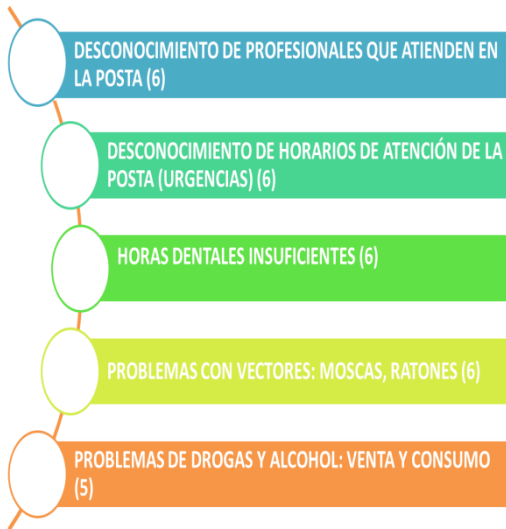 DESCONOCIMIENTO DE PROFESIONALES QUE ATIENDEN EN
LA POSTA (6)
DESCONOCIMIENTO DE HORARIOS DE ATENCIÓN DE LA
POSTA (URGENCIAS) (6)
HORAS DENTALES INSUFICIENTES (6)
PROBLEMAS CON VECTORES: MOSCAS, RATONES (6)
PROBLEMAS DE DROGAS Y ALCOHOL: VENTA Y CONSUMO
(5)